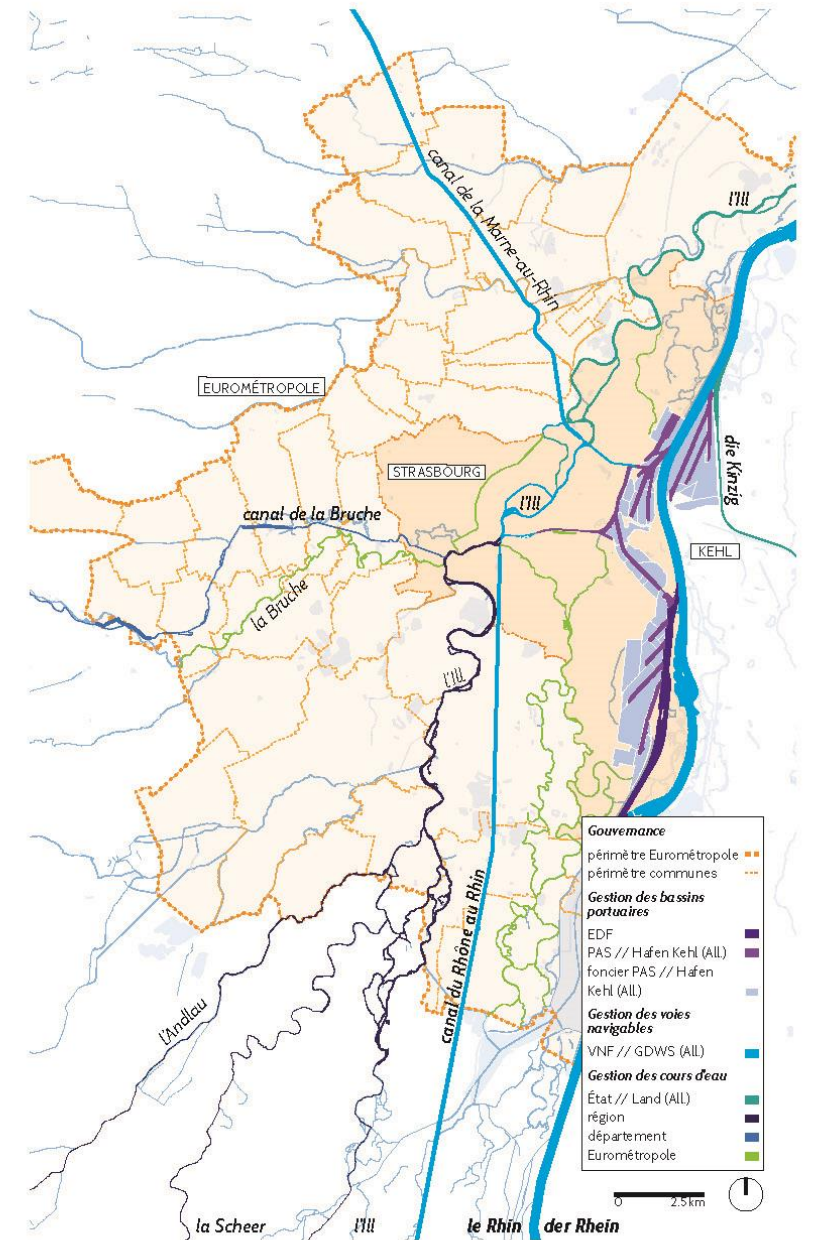 canal de la Marne-au-Rhin
l'Ill
EUROMÉTROPOLE
STRASBOURG
die Kinzig
l'Ill
canal de la Bruche
KEHL
la Bruche
l'Ill
canal du Rhône au Rhin
l'Andlau
la Scheer
l'Ill
le Rhin
der Rhein
Gouvernance
périmètre Eurométropole
périmètre communes
Gestion des bassins
portuaires
EDF
PAS // Hafen Kehl (All.)
foncier PAS // Hafen
Kehl (All.)
Gestion des voies
navigables
VNF // GDWS (All.)
Gestion des cours d'eau
État // Land (All.)
région
département
Eurométropole
0 2.5km